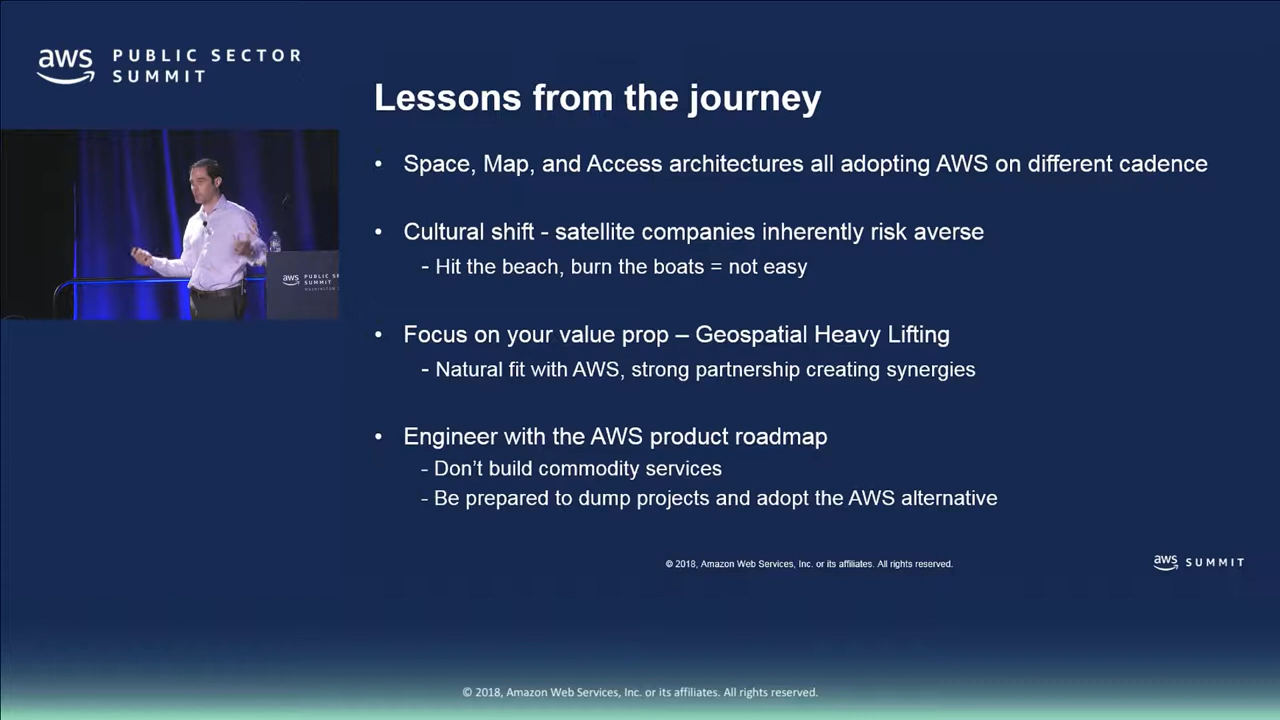 aws PUBLIC SECTOR
SUMMIT
Lessons from the journey
• Space, Map, and Access architectures all adopting AWS on different cadence
• Cultural shift - satellite companies inherently risk averse
- Hit the beach, burn the boats = not easy
• Focus on your value prop – Geospatial Heavy Lifting
- Natural fit with AWS, strong partnership creating synergies
• Engineer with the AWS product roadmap
- Don’t build commodity services
- Be prepared to dump projects and adopt the AWS alternative
aws PUBLIC SE
SUMMIT
© 2018, Amazon Web Services, Inc. or its affiliates. All rights reserved.
aws SUMMIT
© 2018, Amazon Web Services, Inc. or its affiliates. All rights reserved.